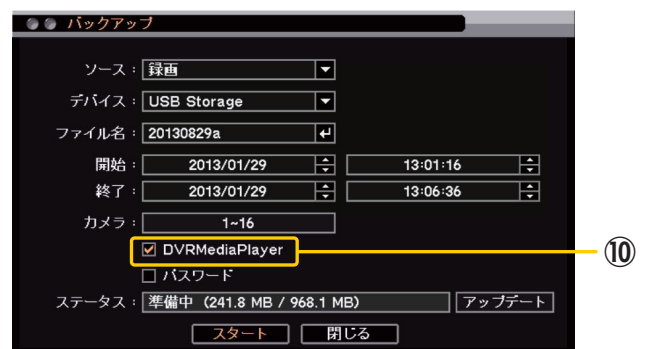 バックアップ
ソース : 録画
デバイス : USB Storage
ファイル名 : 20130829a
開始 : 2013/01/29 13:01:16
終了 : 2013/01/29 13:06:36
カメラ : 1~16
DVRMediaPlayer ⑩
パスワード
ステータス : 準備中 (241.8 MB / 968.1 MB) アップデート
スタート 閉じる